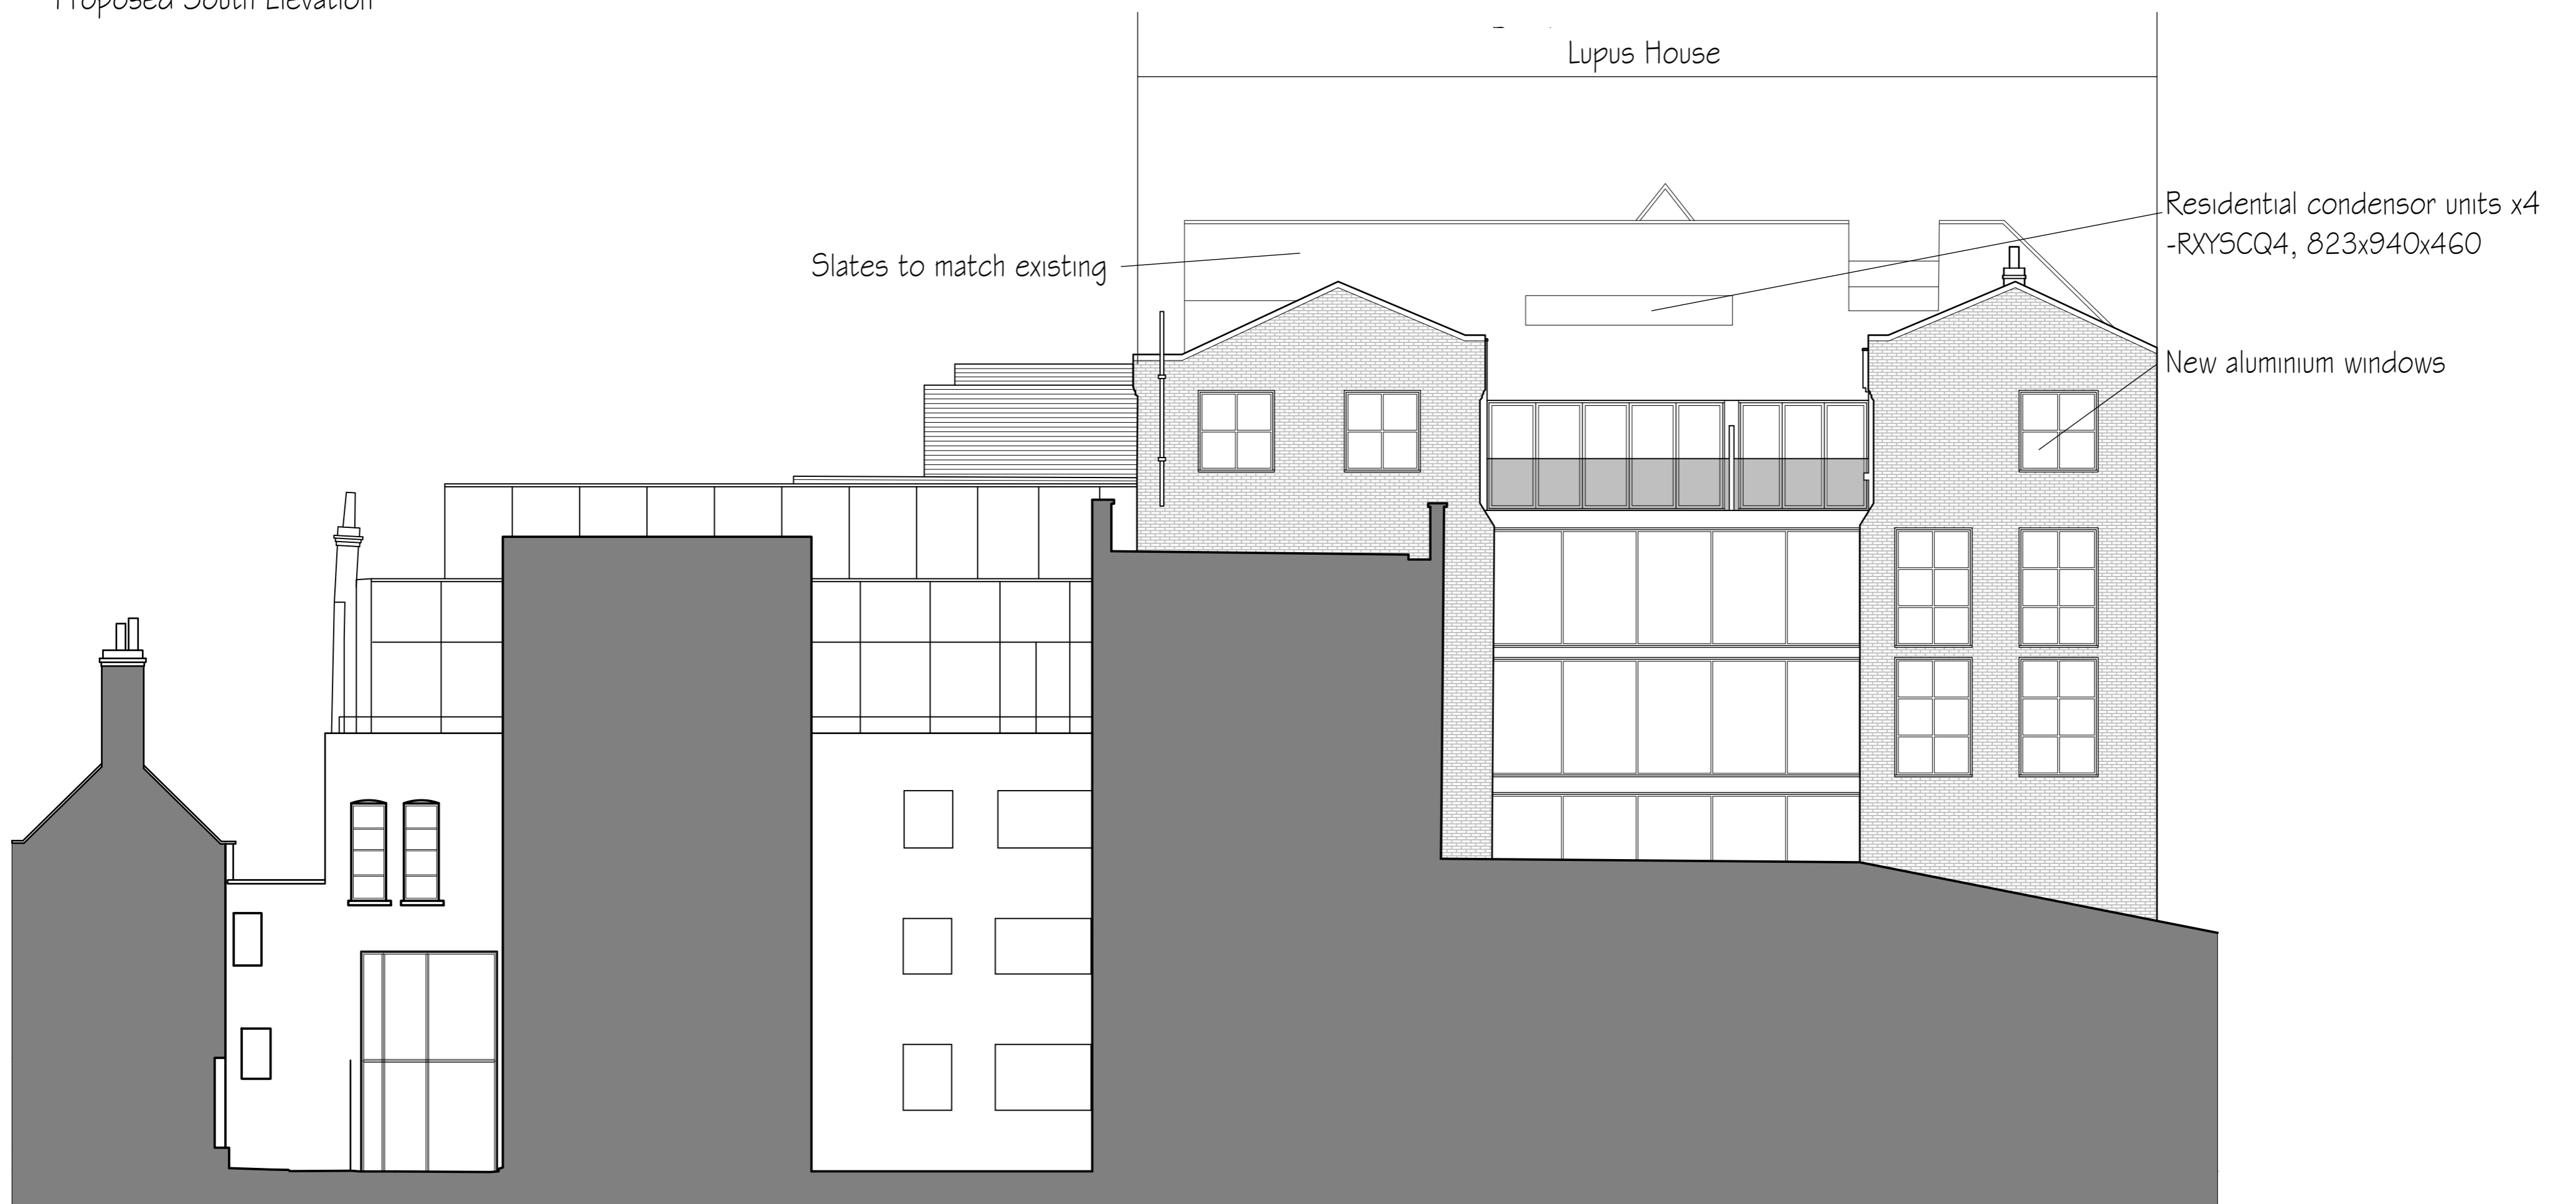 Proposed South Elevation
Lupus House
Residential condensor units x4
-RXYSCQ4, 823x940x460
Slates to match existing
New aluminium windows